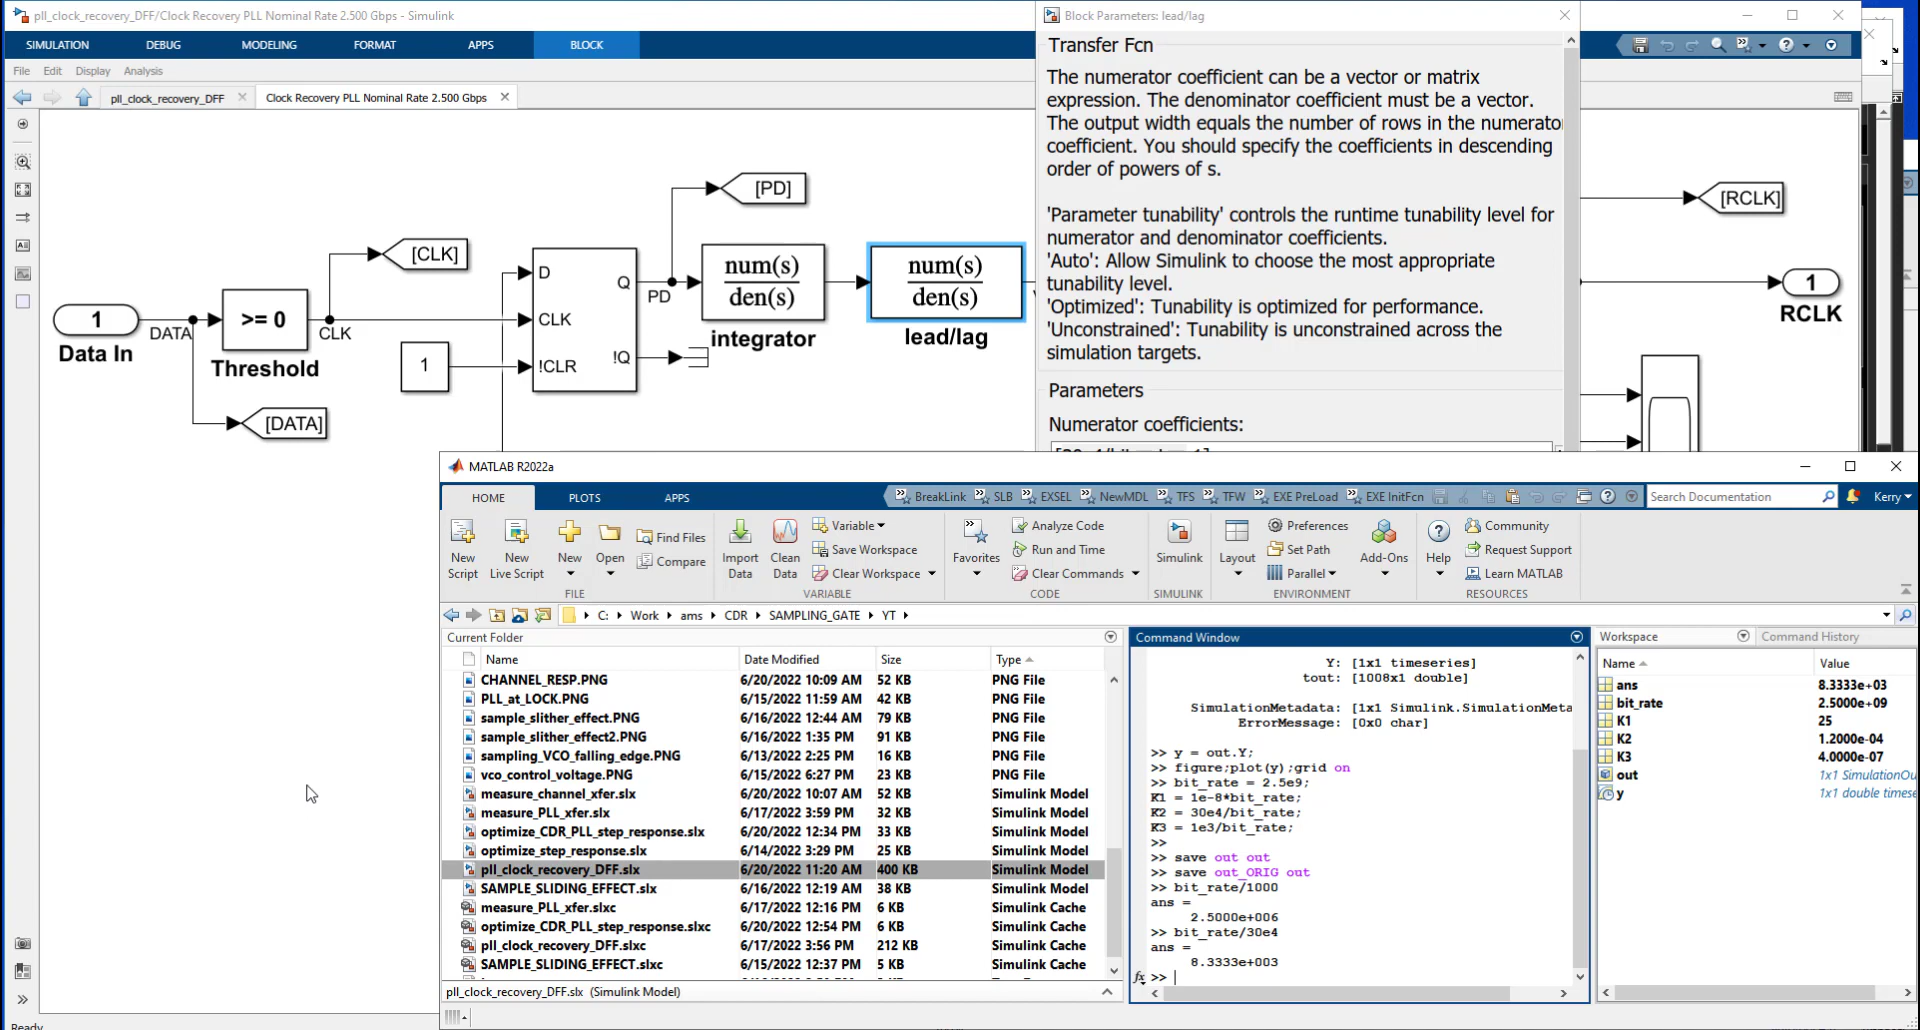 pll_clock_recovery_DFF/Clock Recovery PLL Nominal Rate 2.500 Gbps - Simulink
SIMULATION DEBUG MODELING FORMAT APPS BLOCK
File Edit Display Analysis
pll_clock_recovery_DFF
Clock Recovery PLL Nominal Rate 2.500 Gbps
[PD]
[CLK]
[RCLK]
D
Q
PD
num(s)
den(s)
integrator
num(s)
den(s)
lead/lag
1
RCLK
1
Data In
DATA
>= 0
Threshold
CLK
CLK
1
!CLR
!Q
[DATA]
Ready
Block Parameters: lead/lag
Transfer Fcn
The numerator coefficient can be a vector or matrix
expression. The denominator coefficient must be a vector.
The output width equals the number of rows in the numerator
coefficient. You should specify the coefficients in descending
order of powers of s.
'Parameter tunability' controls the runtime tunability level for
numerator and denominator coefficients.
'Auto': Allow Simulink to choose the most appropriate
tunability level.
'Optimized': Tunability is optimized for performance.
'Unconstrained': Tunability is unconstrained across the
simulation targets.
Parameters
Numerator coefficients:
MATLAB R2022a
HOME PLOTS APPS
BreakLink SLB EXSEL NewMDL TFS TFW EXE PreLoad EXE InitFcn
Search Documentation
Kerry
New Script
New Live Script
New
Open
Find Files
Compare
FILE
Import Data
Clean Data
Variable
Save Workspace
Clear Workspace
VARIABLE
Favorites
Analyze Code
Run and Time
Clear Commands
CODE
Simulink
SIMULINK
Layout
Preferences
Set Path
Parallel
Add-Ons
ENVIRONMENT
Help
Community
Request Support
Learn MATLAB
RESOURCES
C: Work ams CDR SAMPLING_GATE YT
Current Folder
Name Date Modified Size Type
CHANNEL_RESP.PNG 6/20/2022 10:09 AM 52 KB PNG File
PLL_at_LOCK.PNG 6/15/2022 11:59 AM 42 KB PNG File
sample_slither_effect.PNG 6/16/2022 12:44 AM 79 KB PNG File
sample_slither_effect2.PNG 6/16/2022 1:35 PM 91 KB PNG File
sampling_VCO_falling_edge.PNG 6/13/2022 2:25 PM 16 KB PNG File
vco_control_voltage.PNG 6/15/2022 6:27 PM 23 KB PNG File
measure_channel_xfer.slx 6/20/2022 10:07 AM 52 KB Simulink Model
measure_PLL_xfer.slx 6/17/2022 3:59 PM 32 KB Simulink Model
optimize_CDR_PLL_step_response.slx 6/20/2022 12:34 PM 33 KB Simulink Model
optimize_step_response.slx 6/14/2022 3:29 PM 25 KB Simulink Model
pll_clock_recovery_DFF.slx 6/20/2022 11:20 AM 400 KB Simulink Model
SAMPLE_SLIDING_EFFECT.slx 6/16/2022 12:19 AM 38 KB Simulink Model
measure_PLL_xfer.slxc 6/17/2022 12:16 PM 6 KB Simulink Cache
optimize_CDR_PLL_step_response.slxc 6/20/2022 12:54 PM 6 KB Simulink Cache
pll_clock_recovery_DFF.slxc 6/17/2022 3:56 PM 212 KB Simulink Cache
SAMPLE_SLIDING_EFFECT.slxc 6/15/2022 12:37 PM 5 KB Simulink Cache
pll_clock_recovery_DFF.slx (Simulink Model)
Command Window
Y: [1x1 timeseries]
tout: [1008x1 double]
SimulationMetadata: [1x1 Simulink.SimulationMeta
ErrorMessage: [0x0 char]
>> y = out.Y;
>> figure;plot(y);grid on
>> bit_rate = 2.5e9;
K1 = 1e-8*bit_rate;
K2 = 30e4/bit_rate;
K3 = 1e3/bit_rate;
>>
>> save out out
>> save out_ORIG out
>> bit_rate/1000
ans =
2.5000e+006
>> bit_rate/30e4
ans =
8.3333e+003
fx >>
Workspace Command History
Name Value
ans 8.3333e+03
bit_rate 2.5000e+09
K1 25
K2 1.2000e-04
K3 4.0000e-07
out 1x1 SimulationOu
y 1x1 double timese